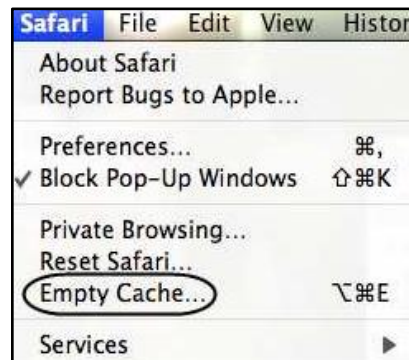 Safari File Edit View Histor
About Safari
Report Bugs to Apple...
Preferences... ⌘,
✓ Block Pop-Up Windows ⇧⌘K
Private Browsing...
Reset Safari...
Empty Cache... ⌥⌘E
Services ▶